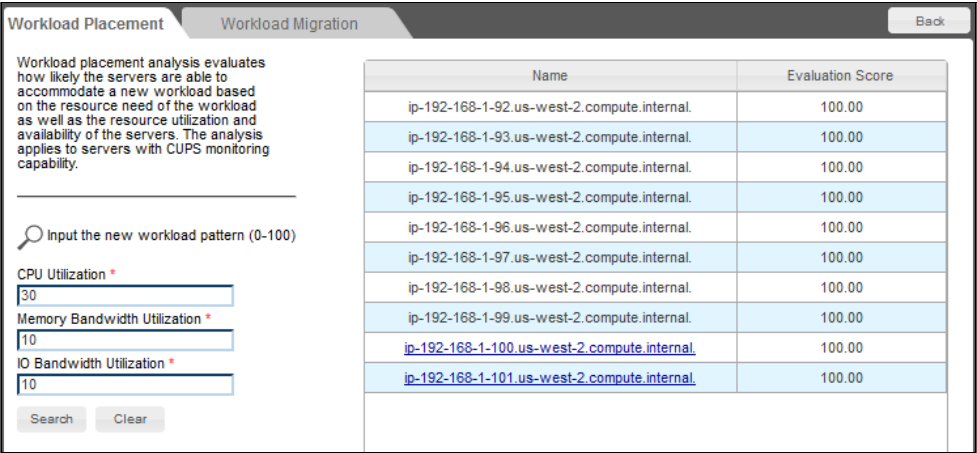 Workload Placement
Workload Migration
Back
Workload placement analysis evaluates
how likely the servers are able to
accommodate a new workload based
on the resource need of the workload
as well as the resource utilization and
availability of the servers. The analysis
applies to servers with CUPS monitoring
capability.
Input the new workload pattern (0-100)
CPU Utilization *
30
Memory Bandwidth Utilization *
10
IO Bandwidth Utilization *
10
Search Clear
Name Evaluation Score
ip-192-168-1-92.us-west-2.compute.internal. 100.00
ip-192-168-1-93.us-west-2.compute.internal. 100.00
ip-192-168-1-94.us-west-2.compute.internal. 100.00
ip-192-168-1-95.us-west-2.compute.internal. 100.00
ip-192-168-1-96.us-west-2.compute.internal. 100.00
ip-192-168-1-97.us-west-2.compute.internal. 100.00
ip-192-168-1-98.us-west-2.compute.internal. 100.00
ip-192-168-1-99.us-west-2.compute.internal. 100.00
ip-192-168-1-100.us-west-2.compute.internal. 100.00
ip-192-168-1-101.us-west-2.compute.internal. 100.00